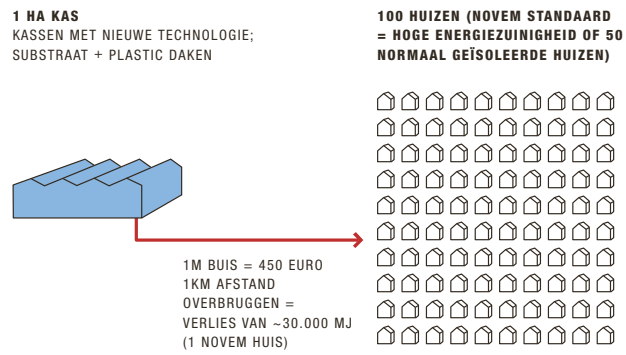 1 HA KAS
KASSEN MET NIEUWE TECHNOLOGIE;
SUBSTRAAT + PLASTIC DAKEN
100 HUIZEN (NOVEM STANDAARD
= HOGE ENERGIEZUINIGHEID OF 50
NORMAAL GEÏSOLEERDE HUIZEN)
1M BUIS = 450 EURO
1KM AFSTAND
OVERBRUGGEN =
VERLIES VAN ~30.000 MJ
(1 NOVEM HUIS)